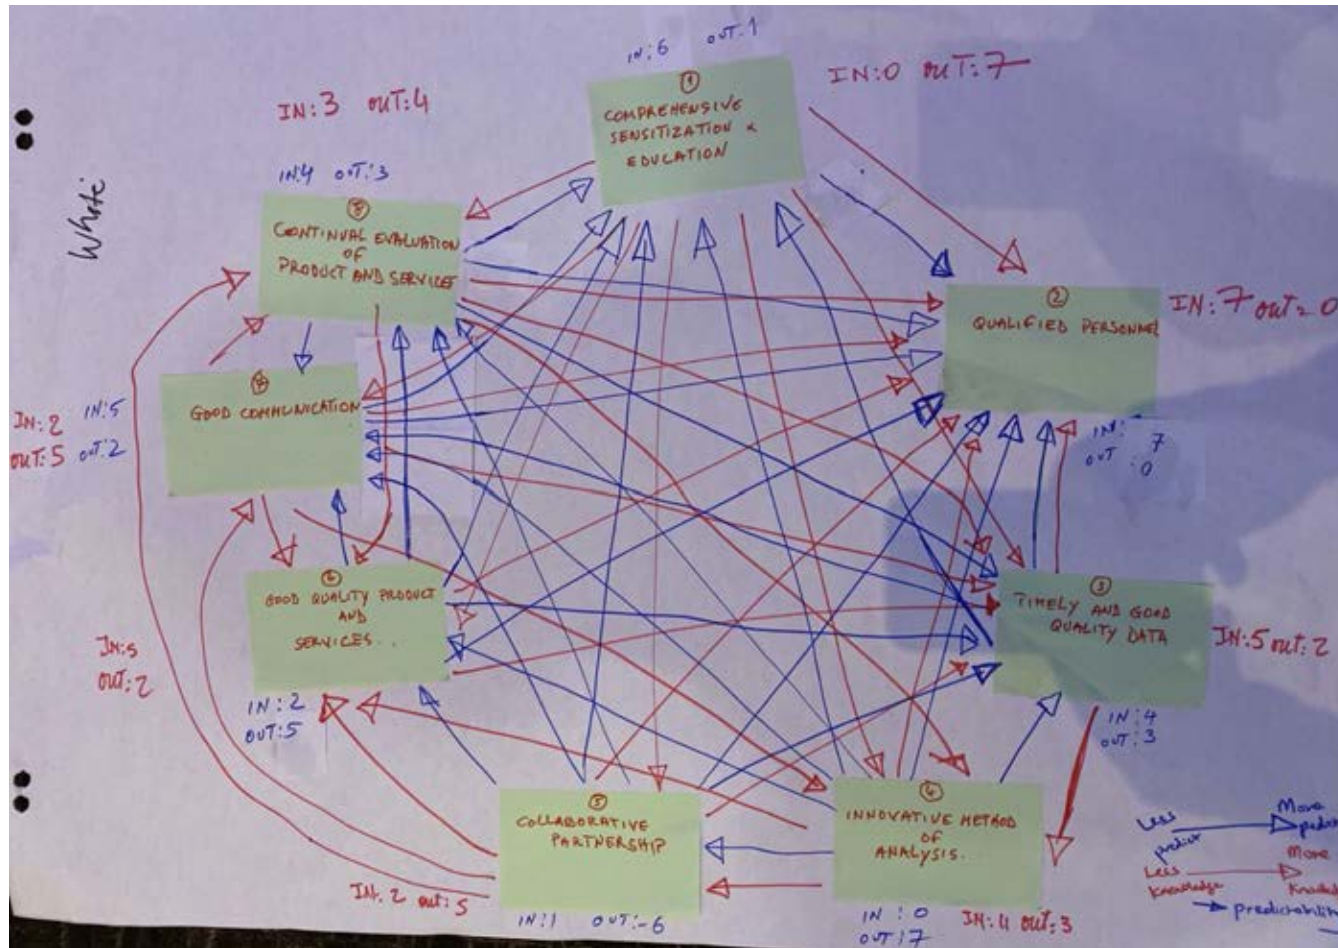 White
IN:6 OUT:1
IN:0 OUT:7
①
COMPREHENSIVE
SENSITIZATION &
EDUCATION
IN:3 OUT:4
IN:4 OUT:3
⑧
CONTINUAL EVALUATION
OF
PRODUCT AND SERVICES
②
QUALIFIED PERSONNEL
IN:7 OUT=0
IN: 7
OUT :0
GOOD COMMUNICATION
IN:2
OUT:5
IN:5
OUT:2
GOOD QUALITY PRODUCT
AND
SERVICES..
IN:5
OUT:2
IN:2
OUT:5
③
TIMELY AND GOOD
QUALITY DATA
IN:5 OUT:2
IN:4
OUT:3
⑤
COLLABORATIVE
PARTNERSHIP
IN:2 OUT:5
IN:1 OUT:-6
④
INNOVATIVE METHOD
OF
ANALYSIS.
IN:0
OUT:7
IN:4 OUT:3
Less
predict
More
Less
Knowledge
More
predictability